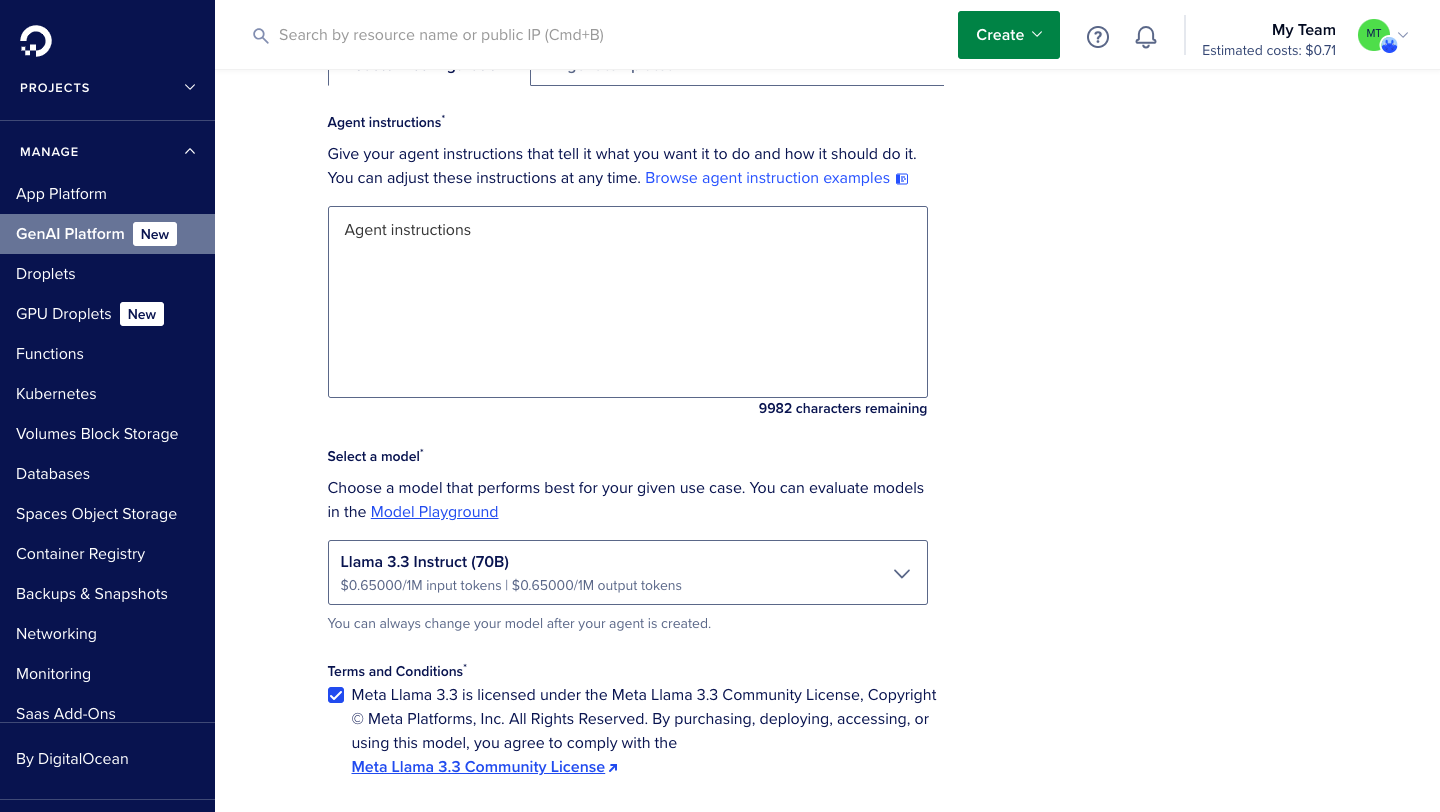 Search by resource name or public IP (Cmd+B)
Create
My Team
Estimated costs: $0.71
MT
PROJECTS
MANAGE
App Platform
GenAI Platform New
Droplets
GPU Droplets New
Functions
Kubernetes
Volumes Block Storage
Databases
Spaces Object Storage
Container Registry
Backups & Snapshots
Networking
Monitoring
Saas Add-Ons
By DigitalOcean
Agent instructions*
Give your agent instructions that tell it what you want it to do and how it should do it.
You can adjust these instructions at any time. Browse agent instruction examples
Agent instructions
9982 characters remaining
Select a model*
Choose a model that performs best for your given use case. You can evaluate models
in the Model Playground
Llama 3.3 Instruct (70B)
$0.65000/1M input tokens | $0.65000/1M output tokens
You can always change your model after your agent is created.
Terms and Conditions*
Meta Llama 3.3 is licensed under the Meta Llama 3.3 Community License, Copyright
© Meta Platforms, Inc. All Rights Reserved. By purchasing, deploying, accessing, or
using this model, you agree to comply with the
Meta Llama 3.3 Community License